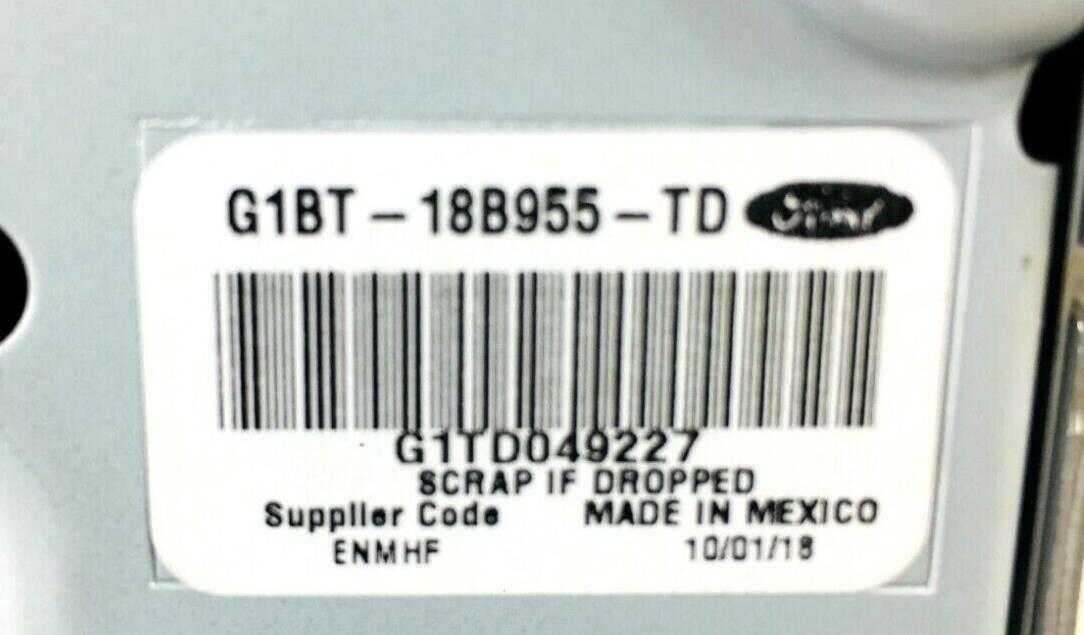 G1BT-18B955-TD Ford
G1TD049227
SCRAP IF DROPPED
Supplier Code MADE IN MEXICO
ENMHF 10/01/18